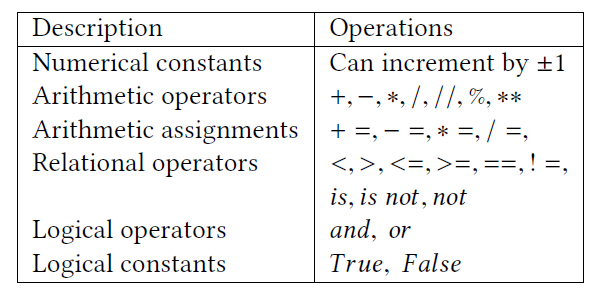 Description Operations
Numerical constants Can increment by ±1
Arithmetic operators +, −, *, /, //, %, **
Arithmetic assignments + =, − =, * =, / =,
Relational operators <, >, <=, >=, ==, ! =,
is, is not, not
Logical operators and, or
Logical constants True, False